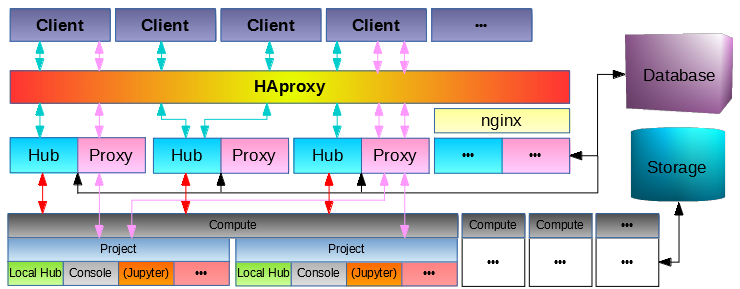 Client Client Client Client •••
HAproxy
Database
nginx
Hub Proxy Hub Proxy Hub Proxy ••• •••
Storage
Compute Compute Compute •••
Project Project
Local Hub Console (Jupyter) ••• Local Hub Console (Jupyter) ••• ••• ••• •••